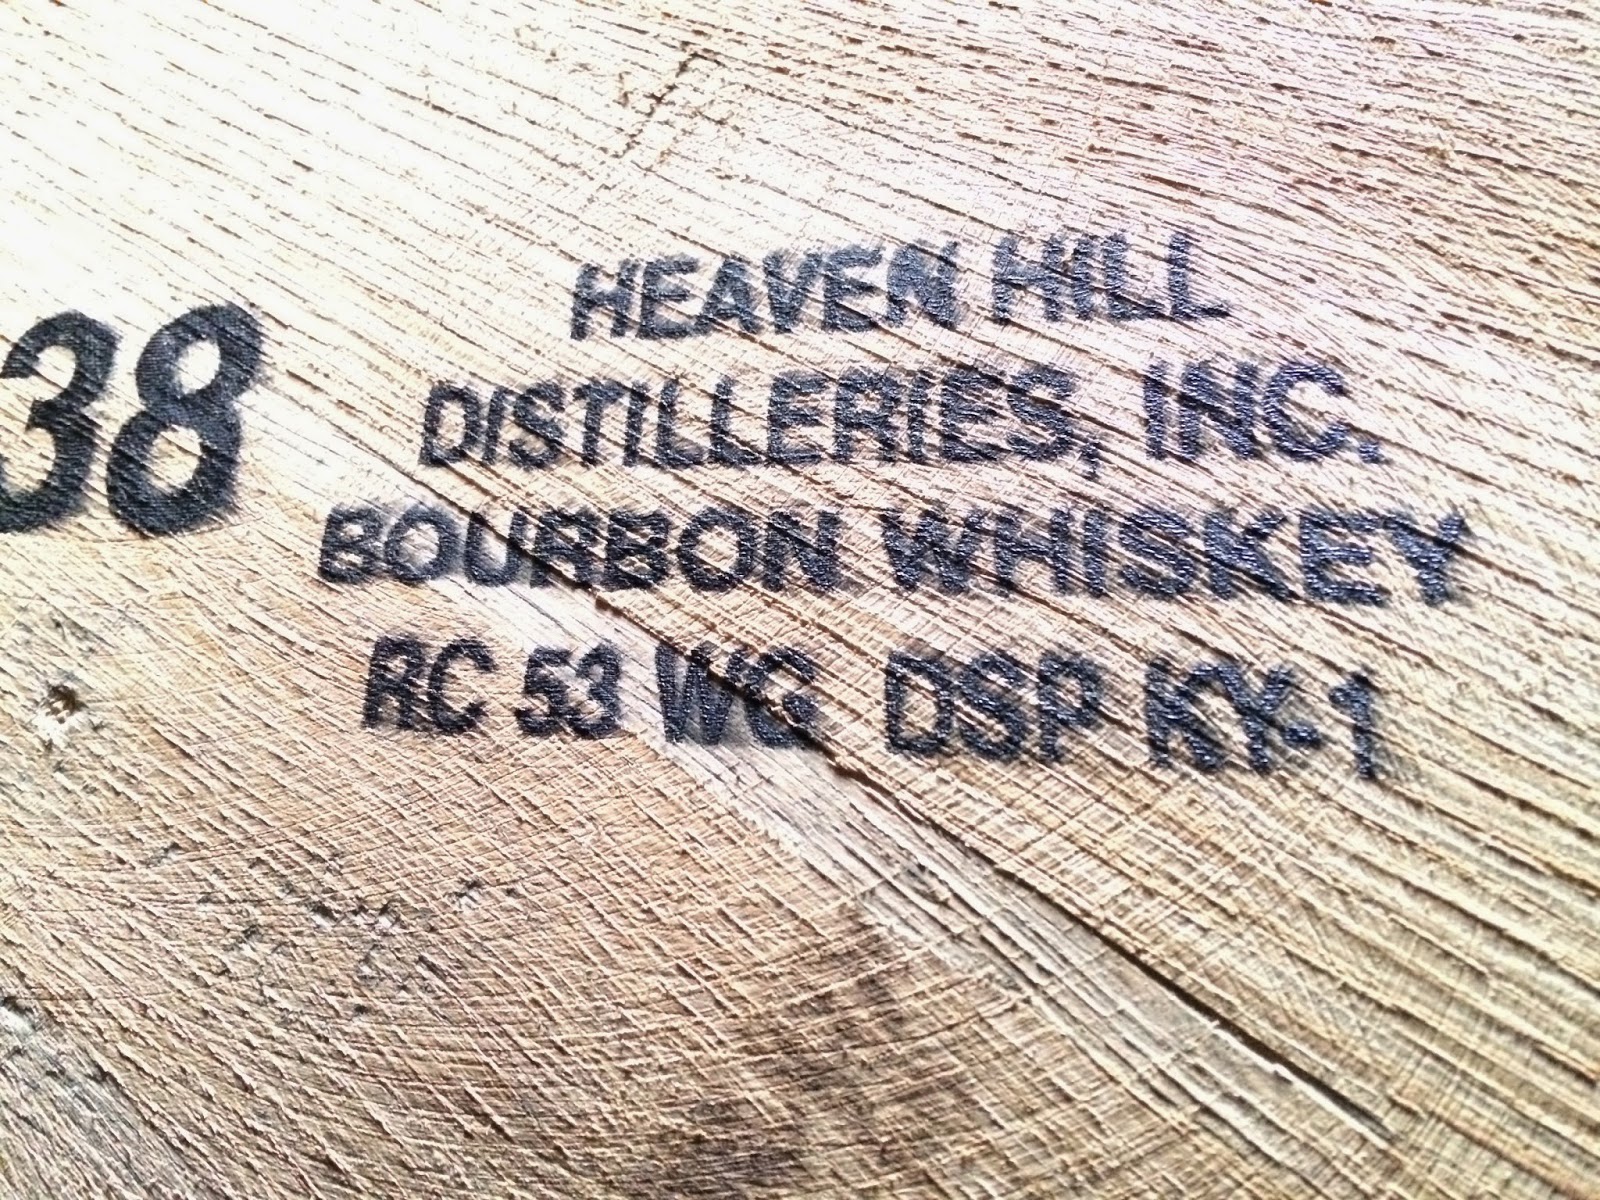 38
HEAVEN HILL
DISTILLERIES, INC.
BOURBON WHISKEY
RC 53 WG DSP KY-1